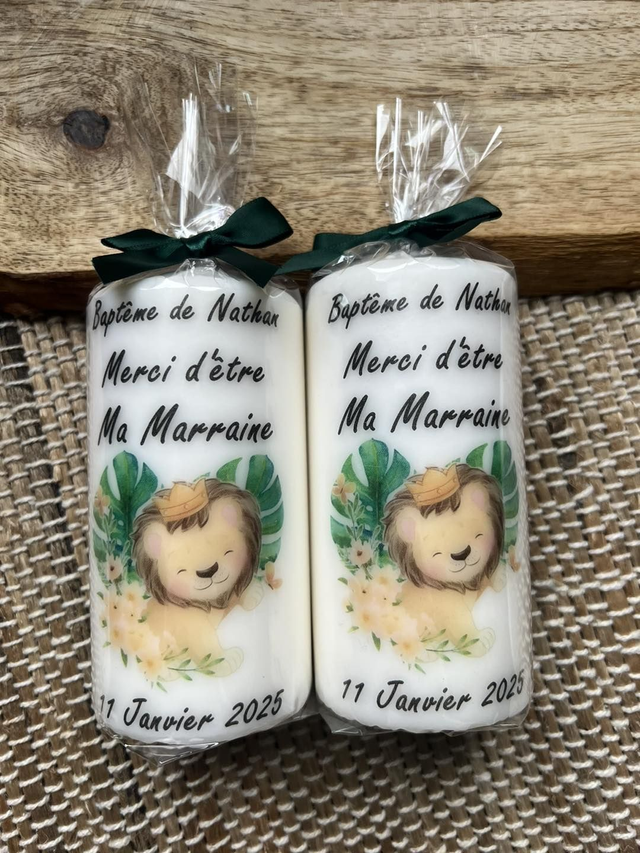 Baptême de Nathan
Merci d'être
Ma Marraine
11 Janvier 2025
Baptême de Nathan
Merci d'être
Ma Marraine
11 Janvier 2025